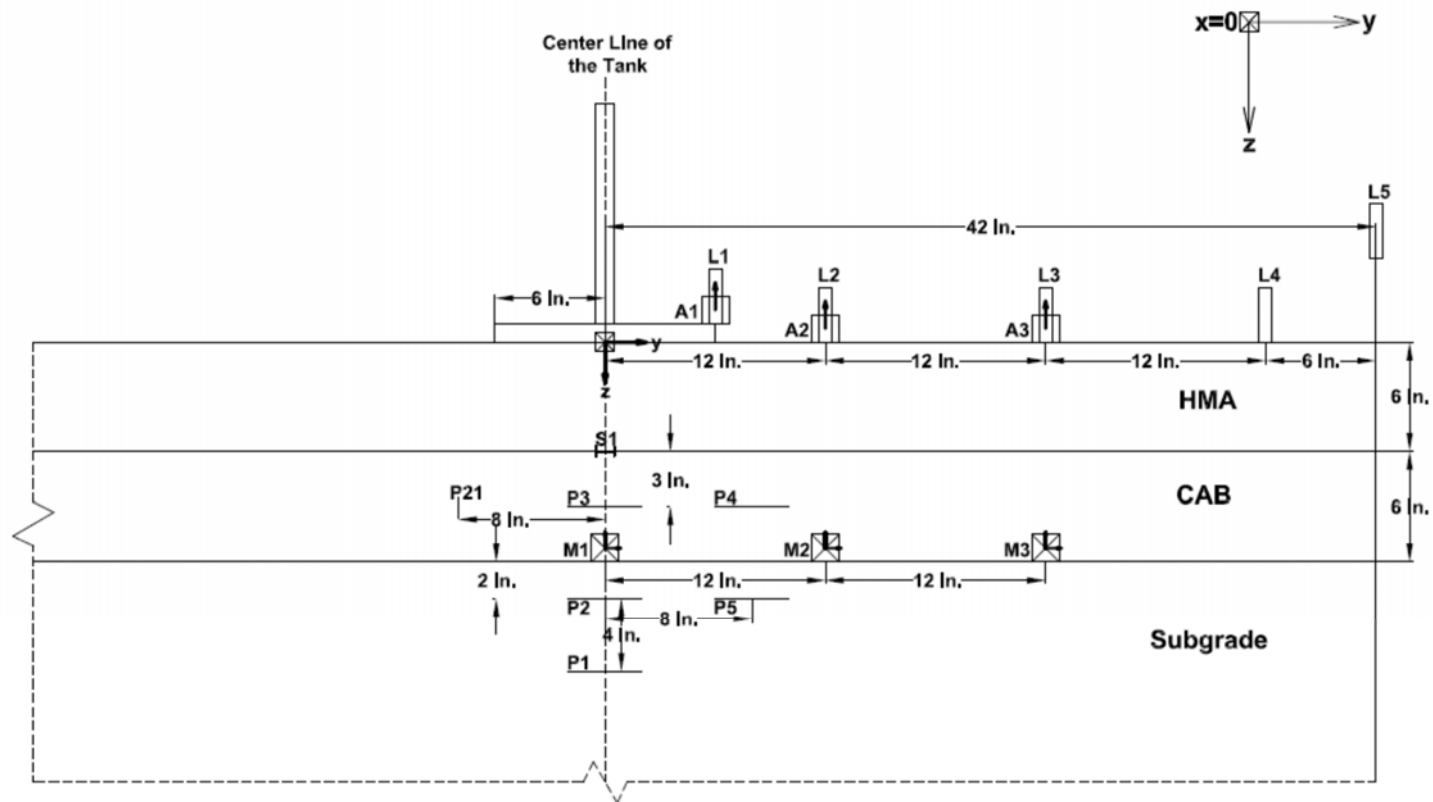 x=0
y
z
Center LIne of
the Tank
L5
42 In.
L1
L2
L3
L4
6 In.
A1
A2
A3
y
12 In.
12 In.
12 In.
6 In.
z
HMA
6 In.
S1
3 In.
CAB
P21
P3
P4
6 In.
8 In.
M1
M2
M3
2 In.
12 In.
12 In.
P2
P5
8 In.
4 In.
Subgrade
P1